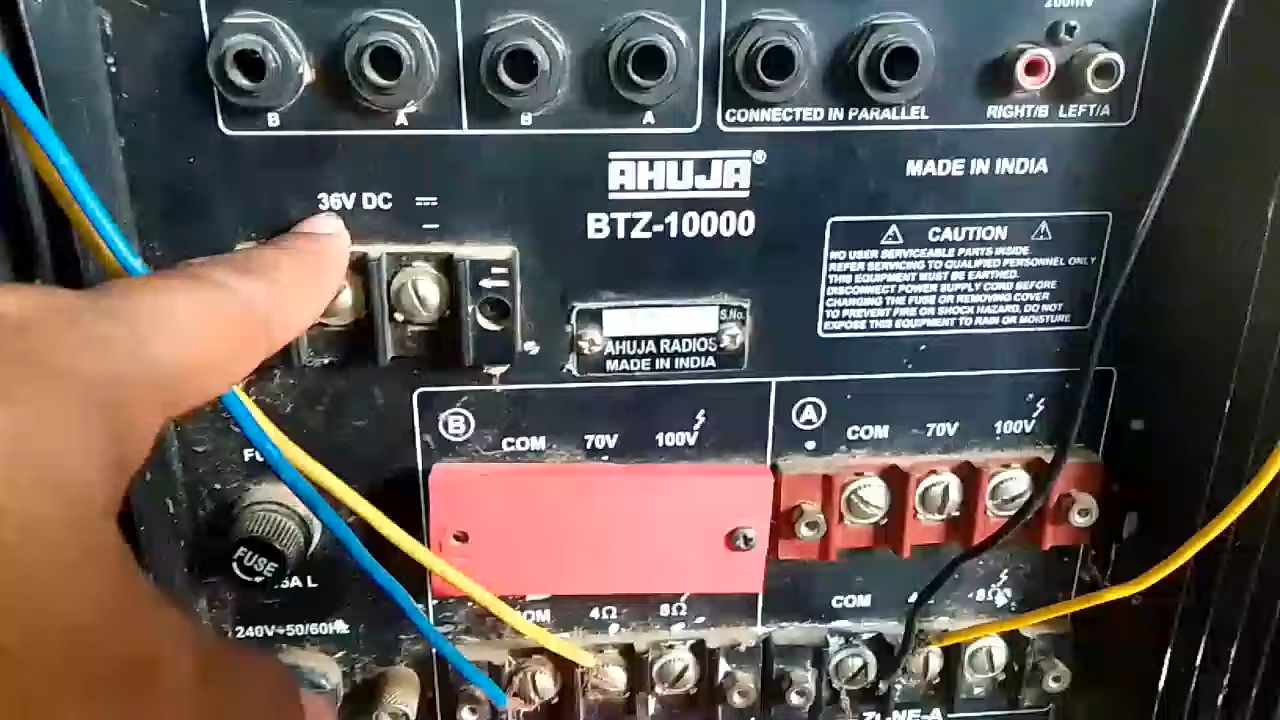 200mV
B A B A
CONNECTED IN PARALLEL
RIGHT/B LEFT/A
36V DC
AHUJA®
BTZ-10000
MADE IN INDIA
CAUTION
NO USER SERVICEABLE PARTS INSIDE
REFER SERVICING TO QUALIFIED PERSONNEL ONLY
THIS EQUIPMENT MUST BE EARTHED.
DISCONNECT POWER SUPPLY CORD BEFORE
CHANGING THE FUSE OR REMOVING COVER
TO PREVENT FIRE OR SHOCK HAZARD, DO NOT
EXPOSE THIS EQUIPMENT TO RAIN OR MOISTURE
S.No.
AHUJA RADIOS
MADE IN INDIA
B
COM 70V 100V
A
COM 70V 100V
FUSE
240V~50/60Hz
4Ω 8Ω
COM 8Ω